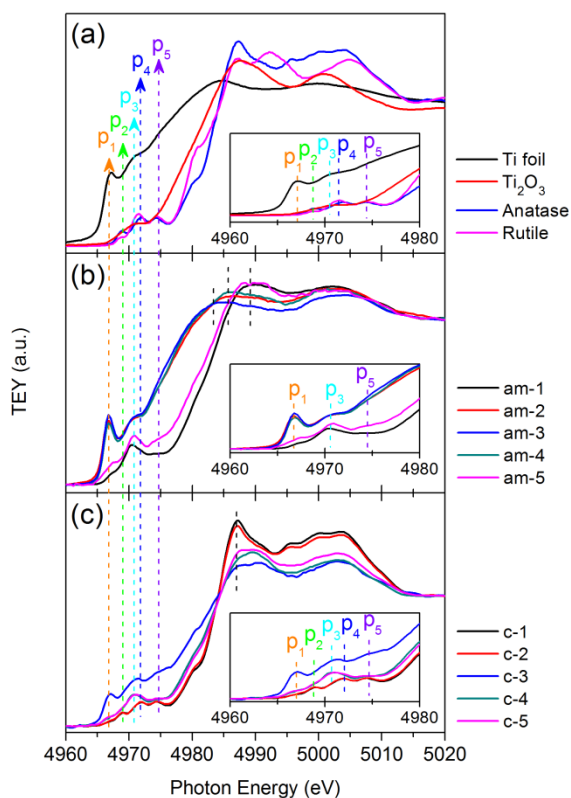 (a)
p1
p2
p3
p4
p5
p1
p2
p3
p4
p5
4960 4970 4980
Ti foil
Ti2O3
Anatase
Rutile
(b)
p1
p3
p5
4960 4970 4980
am-1
am-2
am-3
am-4
am-5
TEY (a.u.)
(c)
p1
p2
p3
p4
p5
4960 4970 4980
c-1
c-2
c-3
c-4
c-5
4960 4970 4980 4990 5000 5010 5020
Photon Energy (eV)